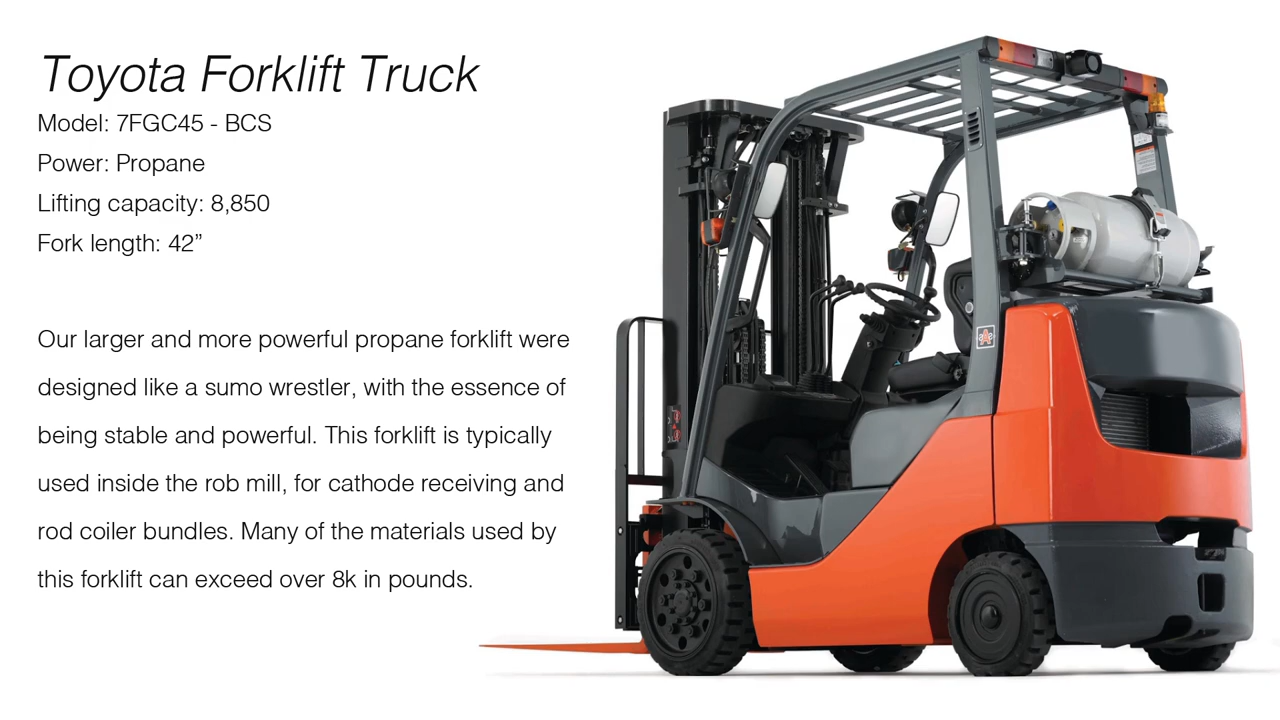 Toyota Forklift Truck
Model: 7FGC45 - BCS
Power: Propane
Lifting capacity: 8,850
Fork length: 42”
Our larger and more powerful propane forklift were
designed like a sumo wrestler, with the essence of
being stable and powerful. This forklift is typically
used inside the rob mill, for cathode receiving and
rod coiler bundles. Many of the materials used by
this forklift can exceed over 8k in pounds.